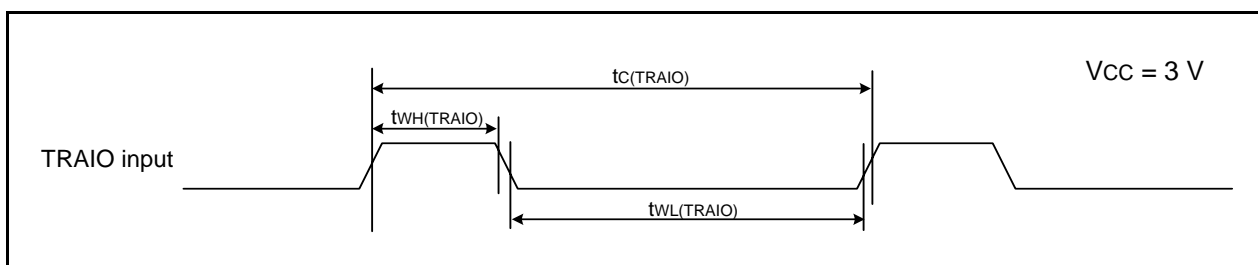 tC(TRAIO)
VCC = 3 V
tWH(TRAIO)
TRAIO input
tWL(TRAIO)